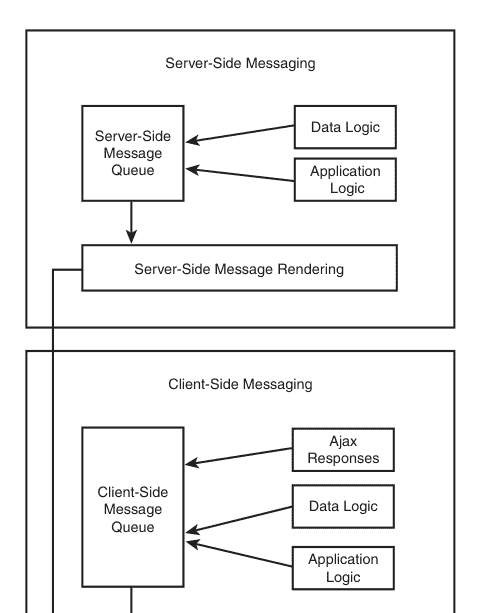 Server-Side Messaging
Server-Side
Message
Queue
Data Logic
Application
Logic
Server-Side Message Rendering
Client-Side Messaging
Client-Side
Message
Queue
Ajax
Responses
Data Logic
Application
Logic